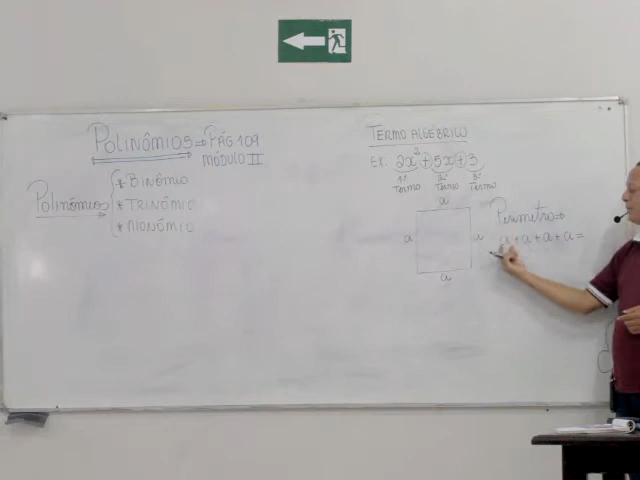 POLINÔMIOS ⇒ PÁG 109
MÓDULO II
POLINÔMIOS
* BINÔMIO
* TRINÔMIO
* MONÔMIO
TERMO ALGÉBRICO
EX: 2x² + 5x + 3
1º 2º 3º
TERMO TERMO TERMO
a
a a
a
Perímetro ⇒
a + a + a + a =